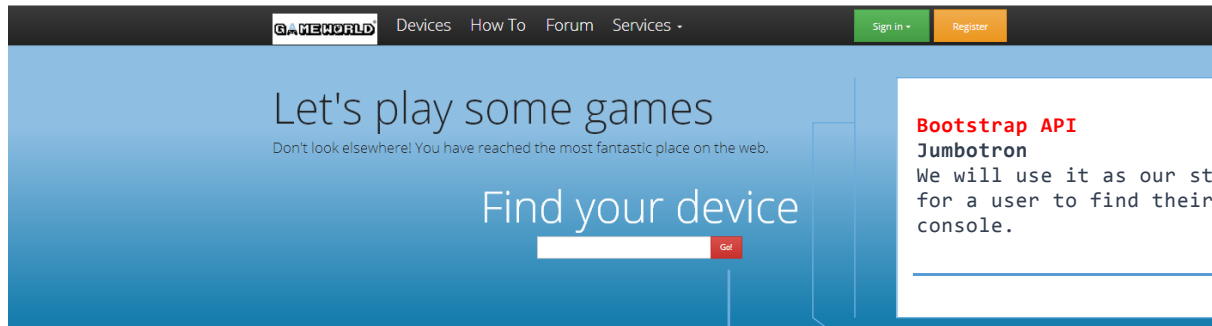 GAMEWORLD Devices How To Forum Services Sign in Register
Let's play some games
Don't look elsewhere! You have reached the most fantastic place on the web.
Find your device
Go!
Bootstrap API
Jumbotron
We will use it as our
for a user to find their
console.